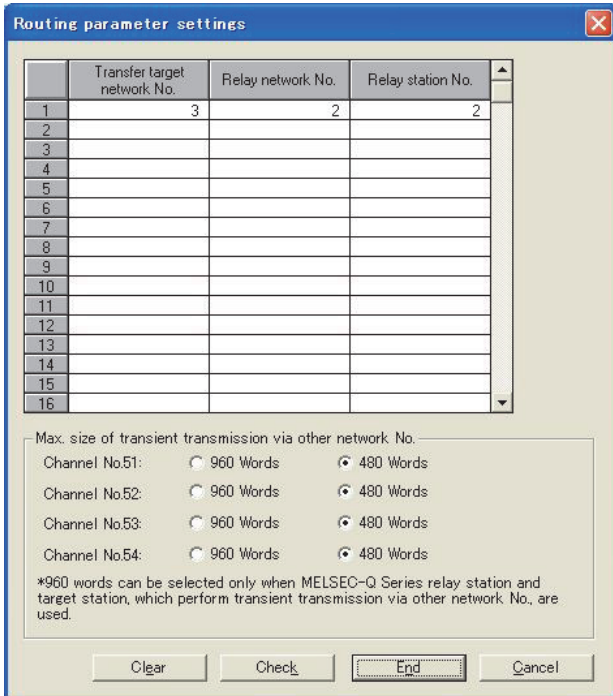 Routing parameter settings
Transfer target
network No.
Relay network No.
Relay station No.
1 3 2 2
2
3
4
5
6
7
8
9
10
11
12
13
14
15
16
Max. size of transient transmission via other network No.
Channel No.51: 960 Words 480 Words
Channel No.52: 960 Words 480 Words
Channel No.53: 960 Words 480 Words
Channel No.54: 960 Words 480 Words
*960 words can be selected only when MELSEC-Q Series relay station and
target station, which perform transient transmission via other network No., are
used.
Clear Check End Cancel